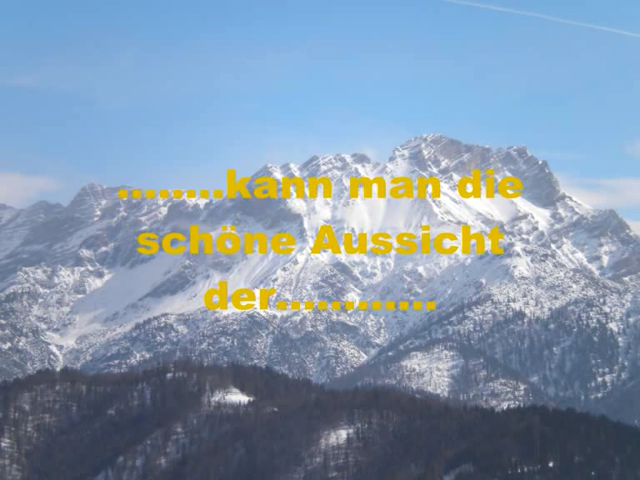 ........kann man die
schöne Aussicht
der............